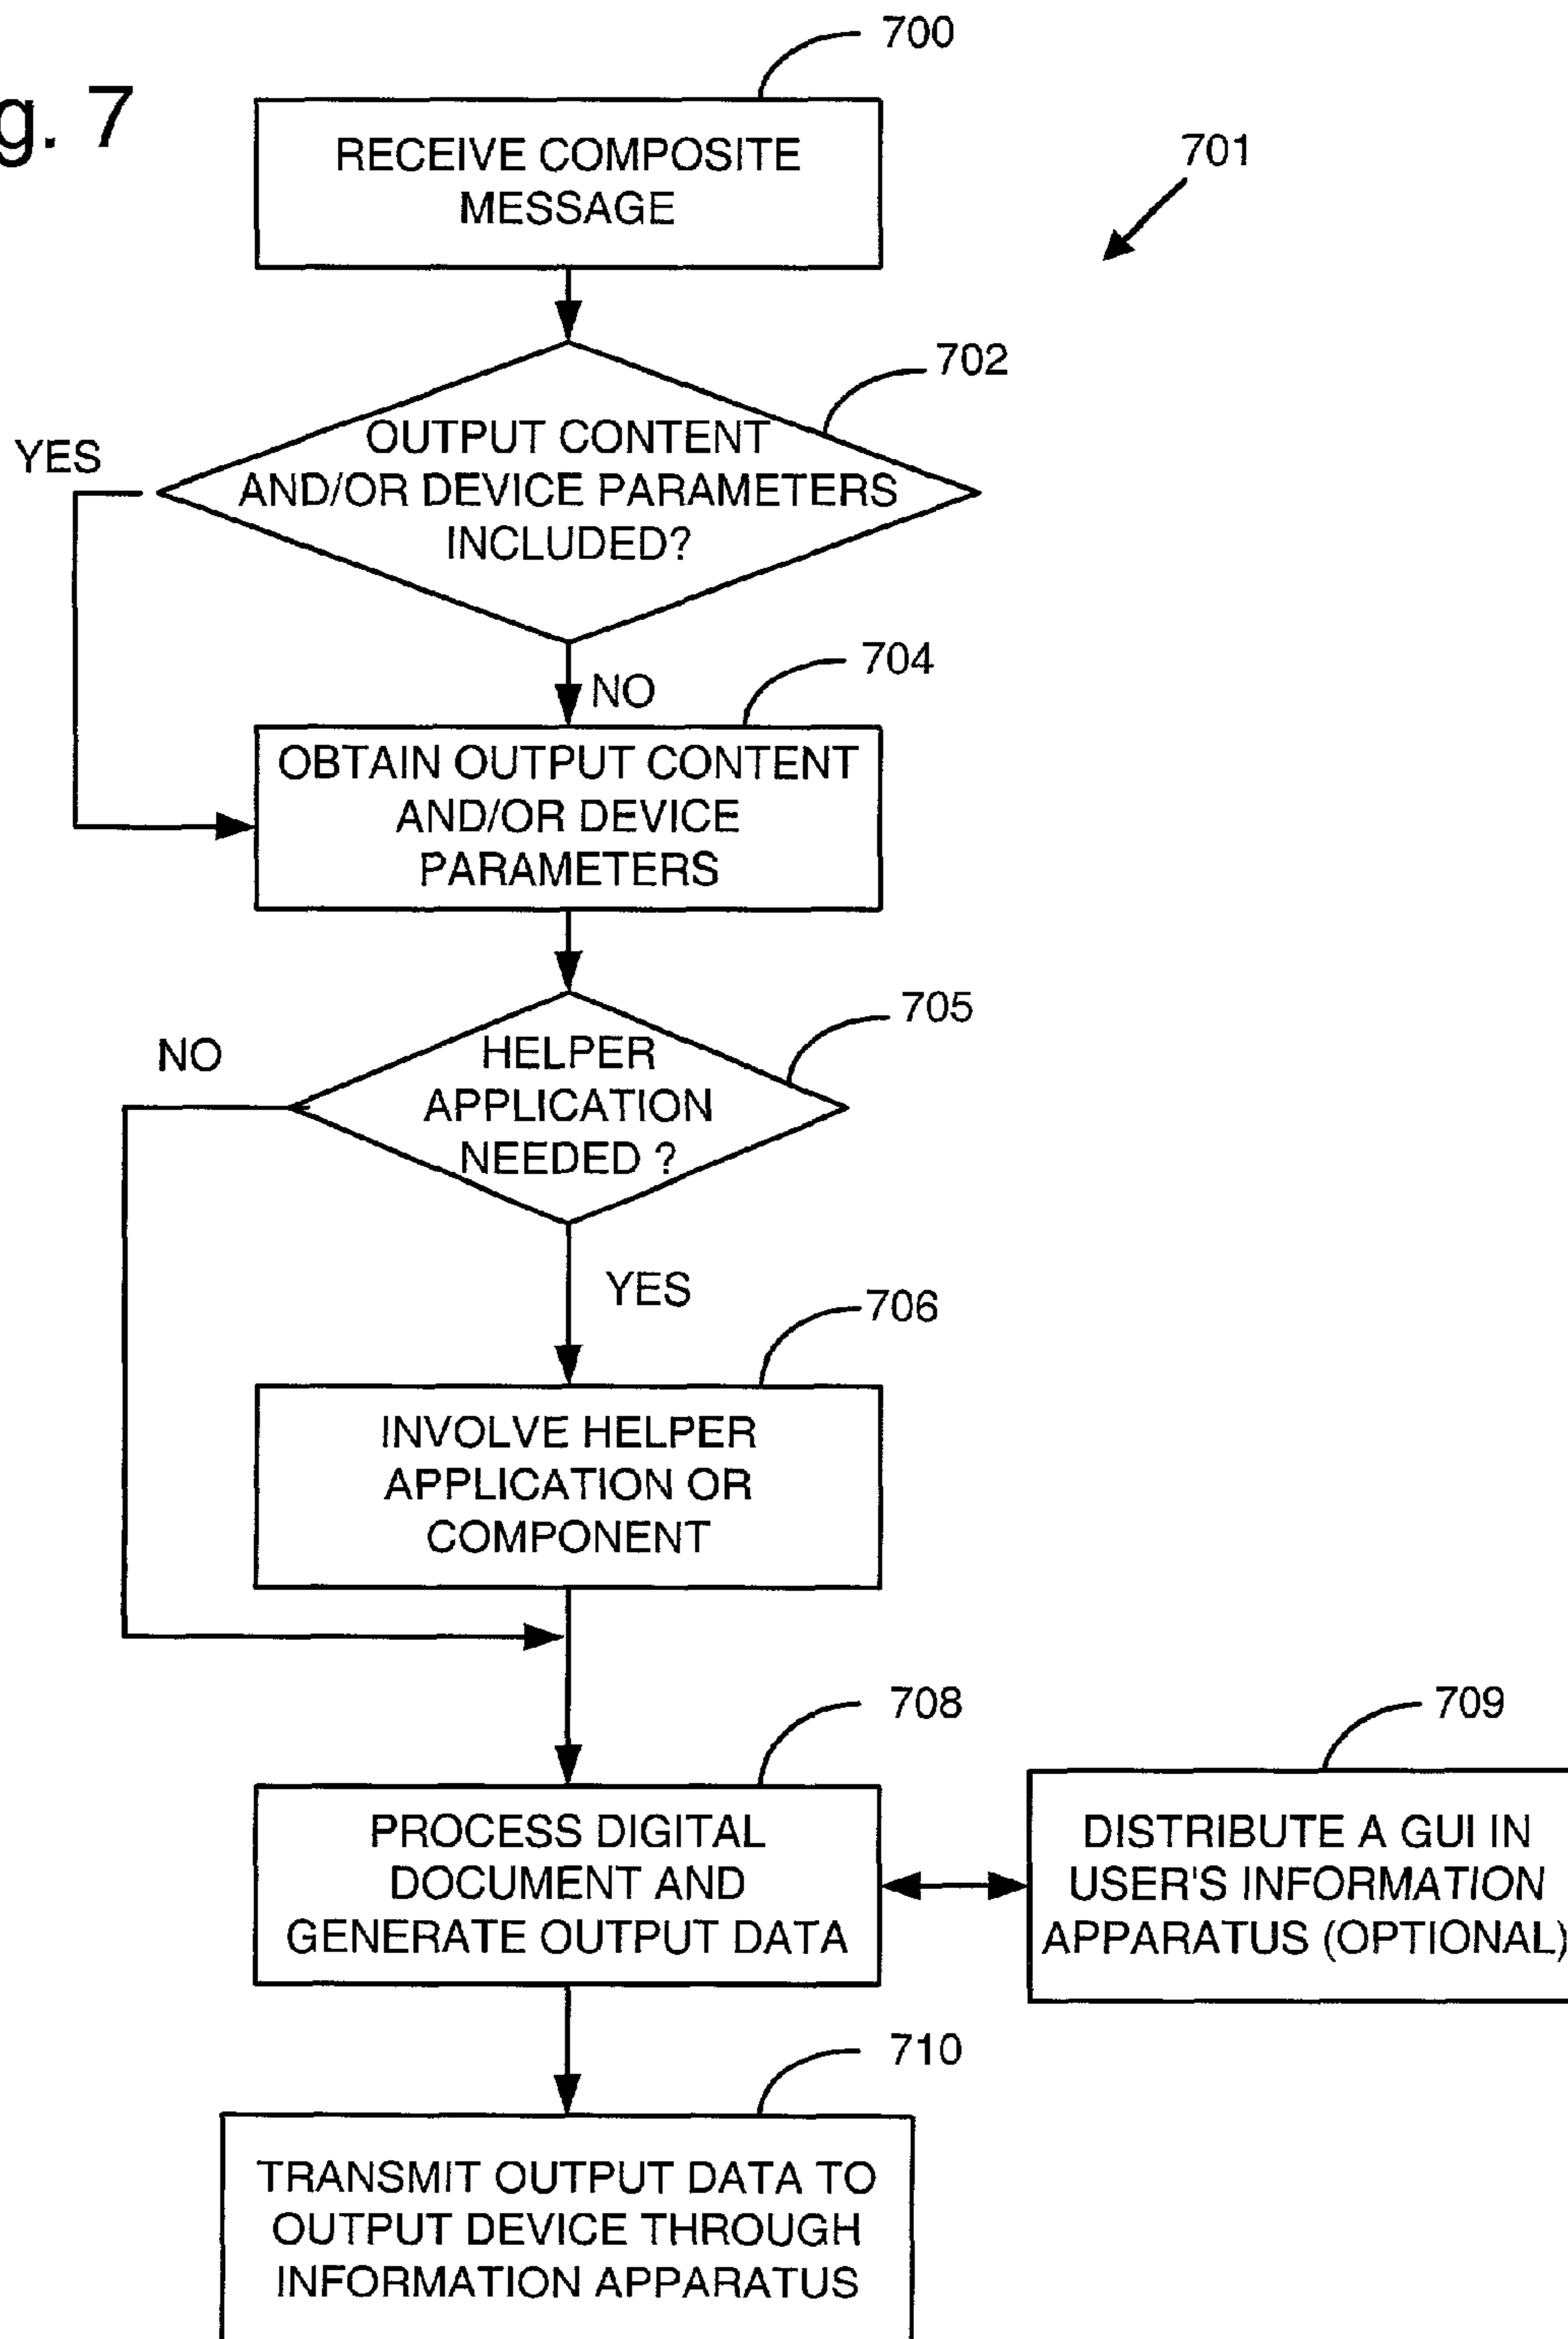 g. 7
700
RECEIVE COMPOSITE
MESSAGE
701
702
OUTPUT CONTENT
AND/OR DEVICE PARAMETERS
INCLUDED?
YES
NO
704
OBTAIN OUTPUT CONTENT
AND/OR DEVICE
PARAMETERS
705
HELPER
APPLICATION
NEEDED ?
NO
YES
706
INVOLVE HELPER
APPLICATION OR
COMPONENT
708
PROCESS DIGITAL
DOCUMENT AND
GENERATE OUTPUT DATA
709
DISTRIBUTE A GUI IN
USER'S INFORMATION
APPARATUS (OPTIONAL)
710
TRANSMIT OUTPUT DATA TO
OUTPUT DEVICE THROUGH
INFORMATION APPARATUS